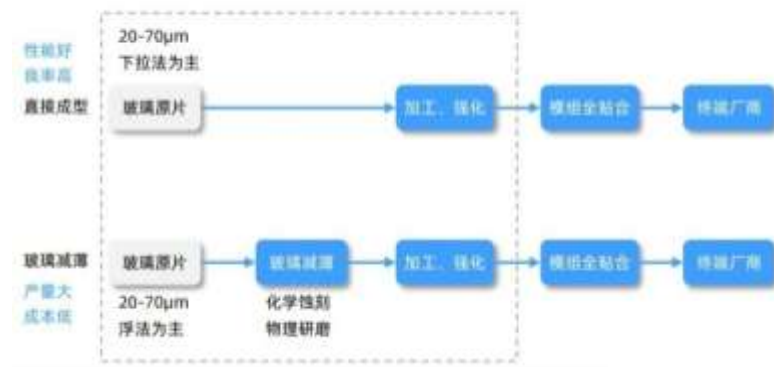 20-70μm
下拉法为主
性能好
良率高
直接成型
玻璃原片
加工、强化
模组全贴合
终端厂商
玻璃减薄
产量大
成本低
玻璃原片
玻璃减薄
加工、强化
模组全贴合
终端厂商
20-70μm
浮法为主
化学蚀刻
物理研磨